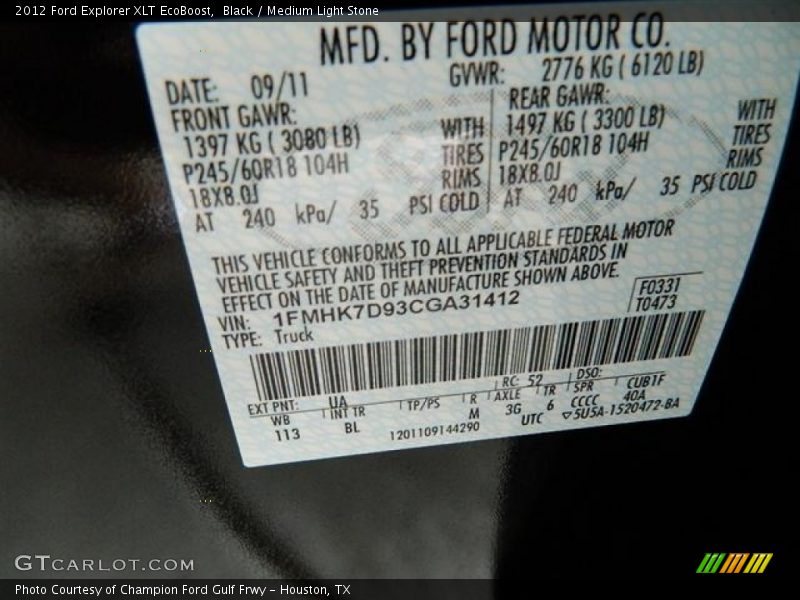 2012 Ford Explorer XLT EcoBoost,  Black / Medium Light Stone
MFD. BY FORD MOTOR CO.
DATE: 09/11 GVWR: 2776 KG ( 6120 LB)
FRONT GAWR: REAR GAWR:
1397 KG ( 3080 LB) WITH 1497 KG ( 3300 LB) WITH
P245/60R18 104H TIRES P245/60R18 104H TIRES
18X8.0J RIMS 18X8.0J RIMS
AT 240 kPa/ 35 PSI COLD AT 240 kPa/ 35 PSI COLD
THIS VEHICLE CONFORMS TO ALL APPLICABLE FEDERAL MOTOR
VEHICLE SAFETY AND THEFT PREVENTION STANDARDS IN
EFFECT ON THE DATE OF MANUFACTURE SHOWN ABOVE.
VIN: 1FMHK7D93CGA31412 F0331
TYPE: Truck T0473
EXT PNT: UA RC: 52 DSO:
WB INT TR TP/PS R AXLE TR SPR CUB1F
113 BL M 3G 6 CCCC 40A
1201109144290 UTC ▽5U5A-1520472-BA
GTCARLOT.COM
Photo Courtesy of Champion Ford Gulf Frwy - Houston, TX